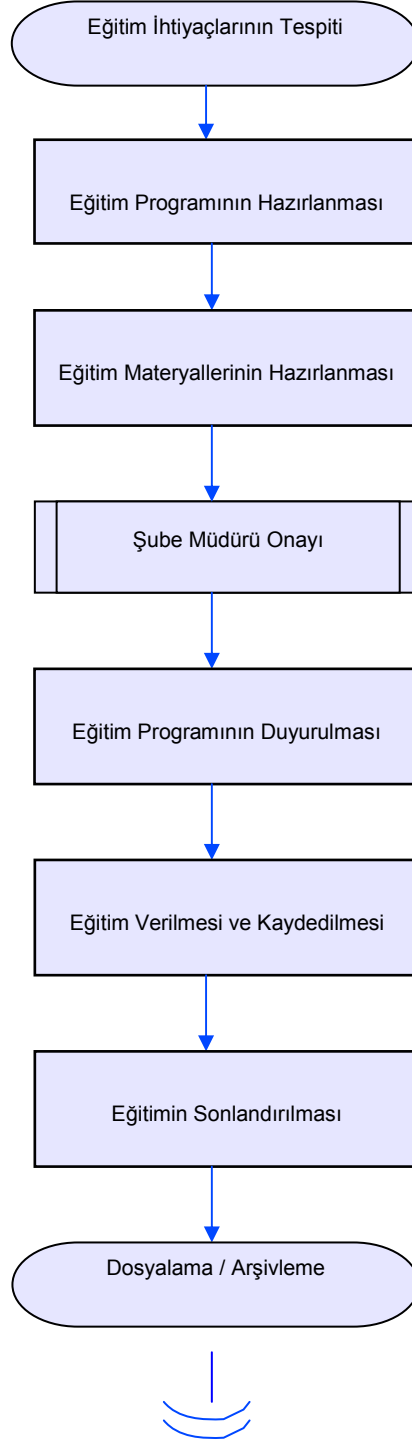 Eğitim İhtiyaçlarının Tespiti
Eğitim Programının Hazırlanması
Eğitim Materyallerinin Hazırlanması
Şube Müdürü Onayı
Eğitim Programının Duyurulması
Eğitim Verilmesi ve Kaydedilmesi
Eğitimin Sonlandırılması
Dosyalama / Arşivleme